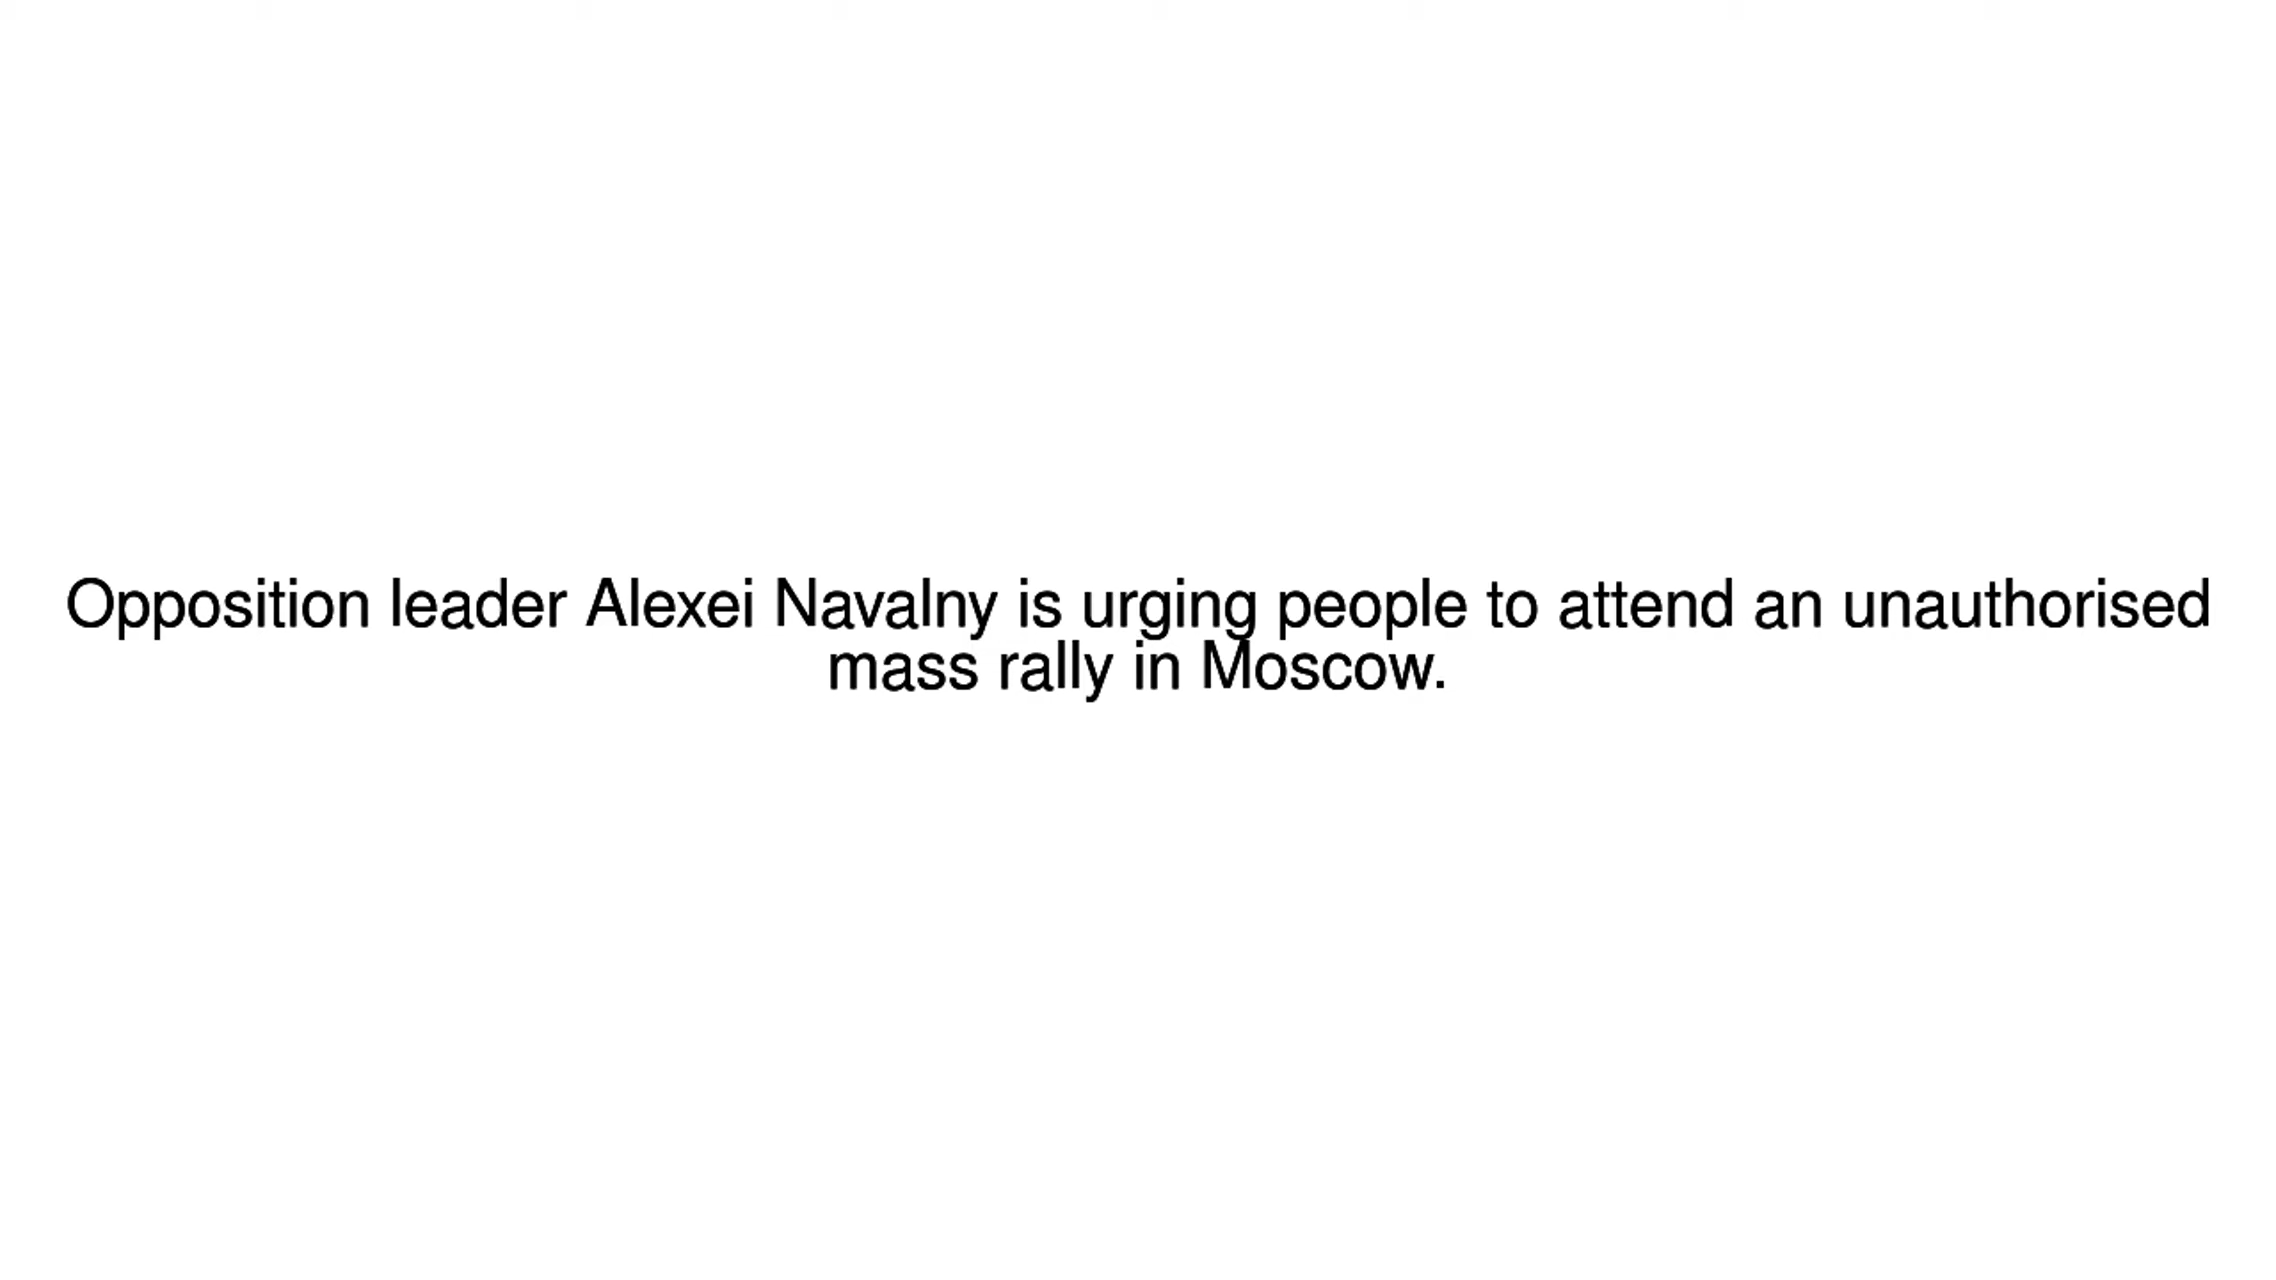 Opposition leader Alexei Navalny is urging people to attend an unauthorised
mass rally in Moscow.